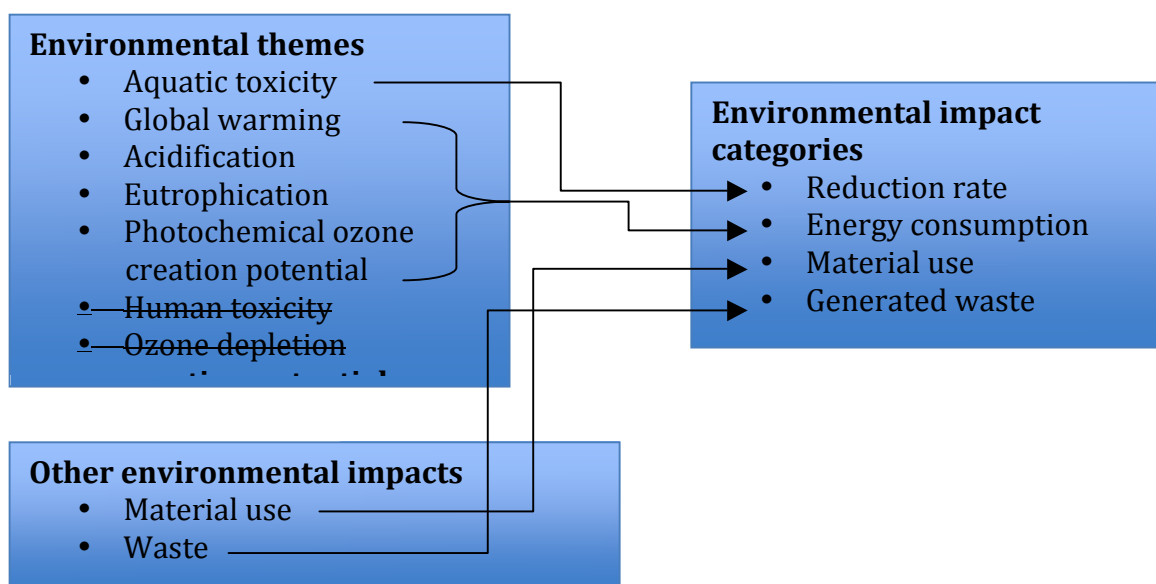 Environmental themes
• Aquatic toxicity
• Global warming
• Acidification
• Eutrophication
• Photochemical ozone
creation potential
• Human toxicity
• Ozone depletion
Environmental impact
categories
• Reduction rate
• Energy consumption
• Material use
• Generated waste
Other environmental impacts
• Material use
• Waste